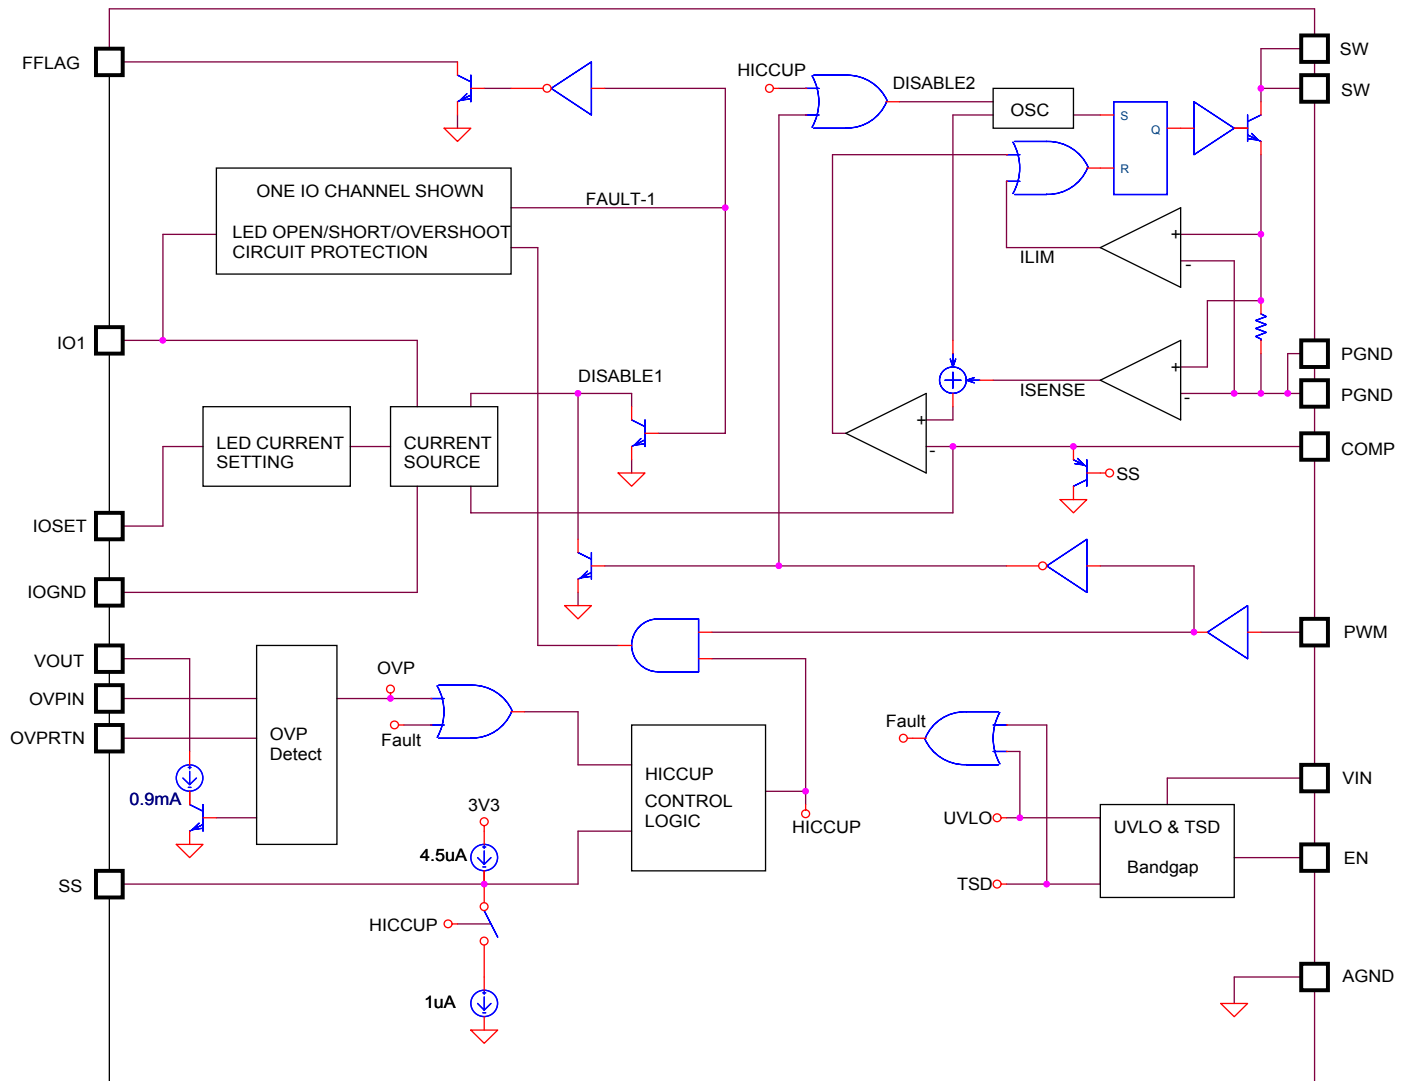 FFLAG
HICCUP
DISABLE2
OSC
S
Q
R
SW
SW
ONE IO CHANNEL SHOWN
LED OPEN/SHORT/OVERSHOOT
CIRCUIT PROTECTION
FAULT-1
+
-
ILIM
IO1
DISABLE1
+
-
ISENSE
PGND
PGND
LED CURRENT
SETTING
CURRENT
SOURCE
+
-
COMP
SS
IOSET
IOGND
PWM
VOUT
OVPIN
OVPRTN
OVP
Detect
OVP
Fault
0.9mA
HICCUP
CONTROL
LOGIC
HICCUP
3V3
4.5uA
Fault
UVLO
TSD
UVLO & TSD
Bandgap
VIN
EN
SS
HICCUP
1uA
AGND